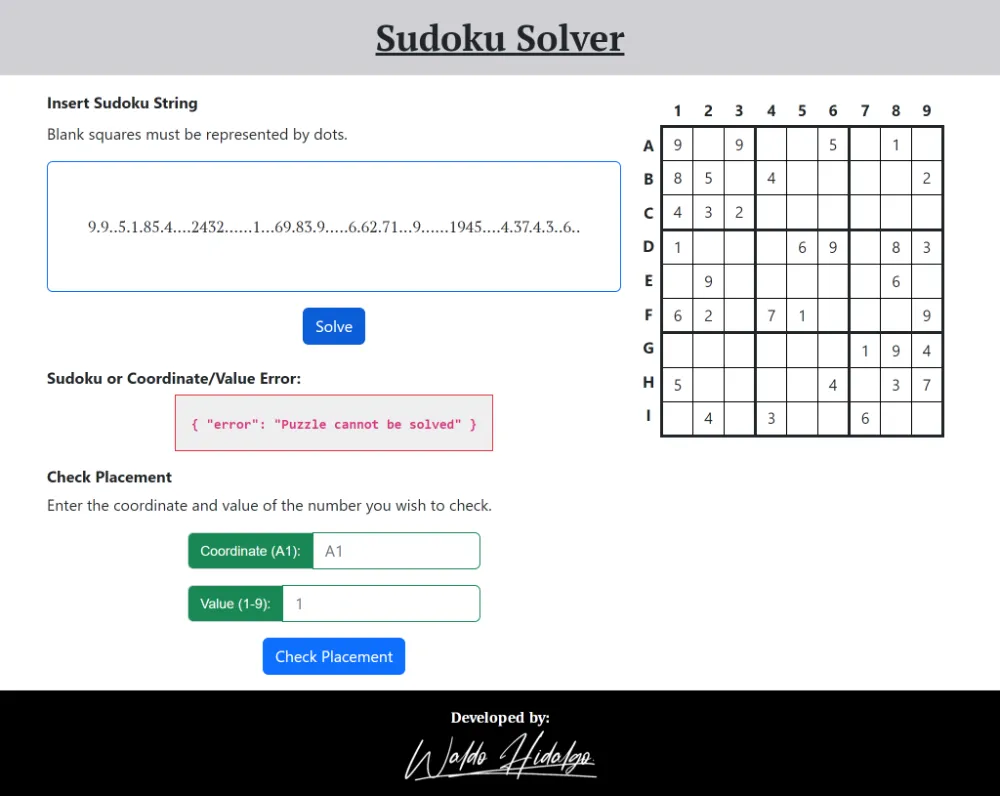 Sudoku Solver
Insert Sudoku String
Blank squares must be represented by dots.
9.9..5.1.85.4....2432......1...69.83.9.....6.62.71...9......1945....4.37.4.3..6..
Solve
Sudoku or Coordinate/Value Error:
{ "error": "Puzzle cannot be solved" }
Check Placement
Enter the coordinate and value of the number you wish to check.
Coordinate (A1): A1
Value (1-9): 1
Check Placement
1 2 3 4 5 6 7 8 9
A 9 9 5 1
B 8 5 4 2
C 4 3 2
D 1 6 9 8 3
E 9 6
F 6 2 7 1 9
G 1 9 4
H 5 4 3 7
I 4 3 6
Developed by:
Waldo Hidalgo